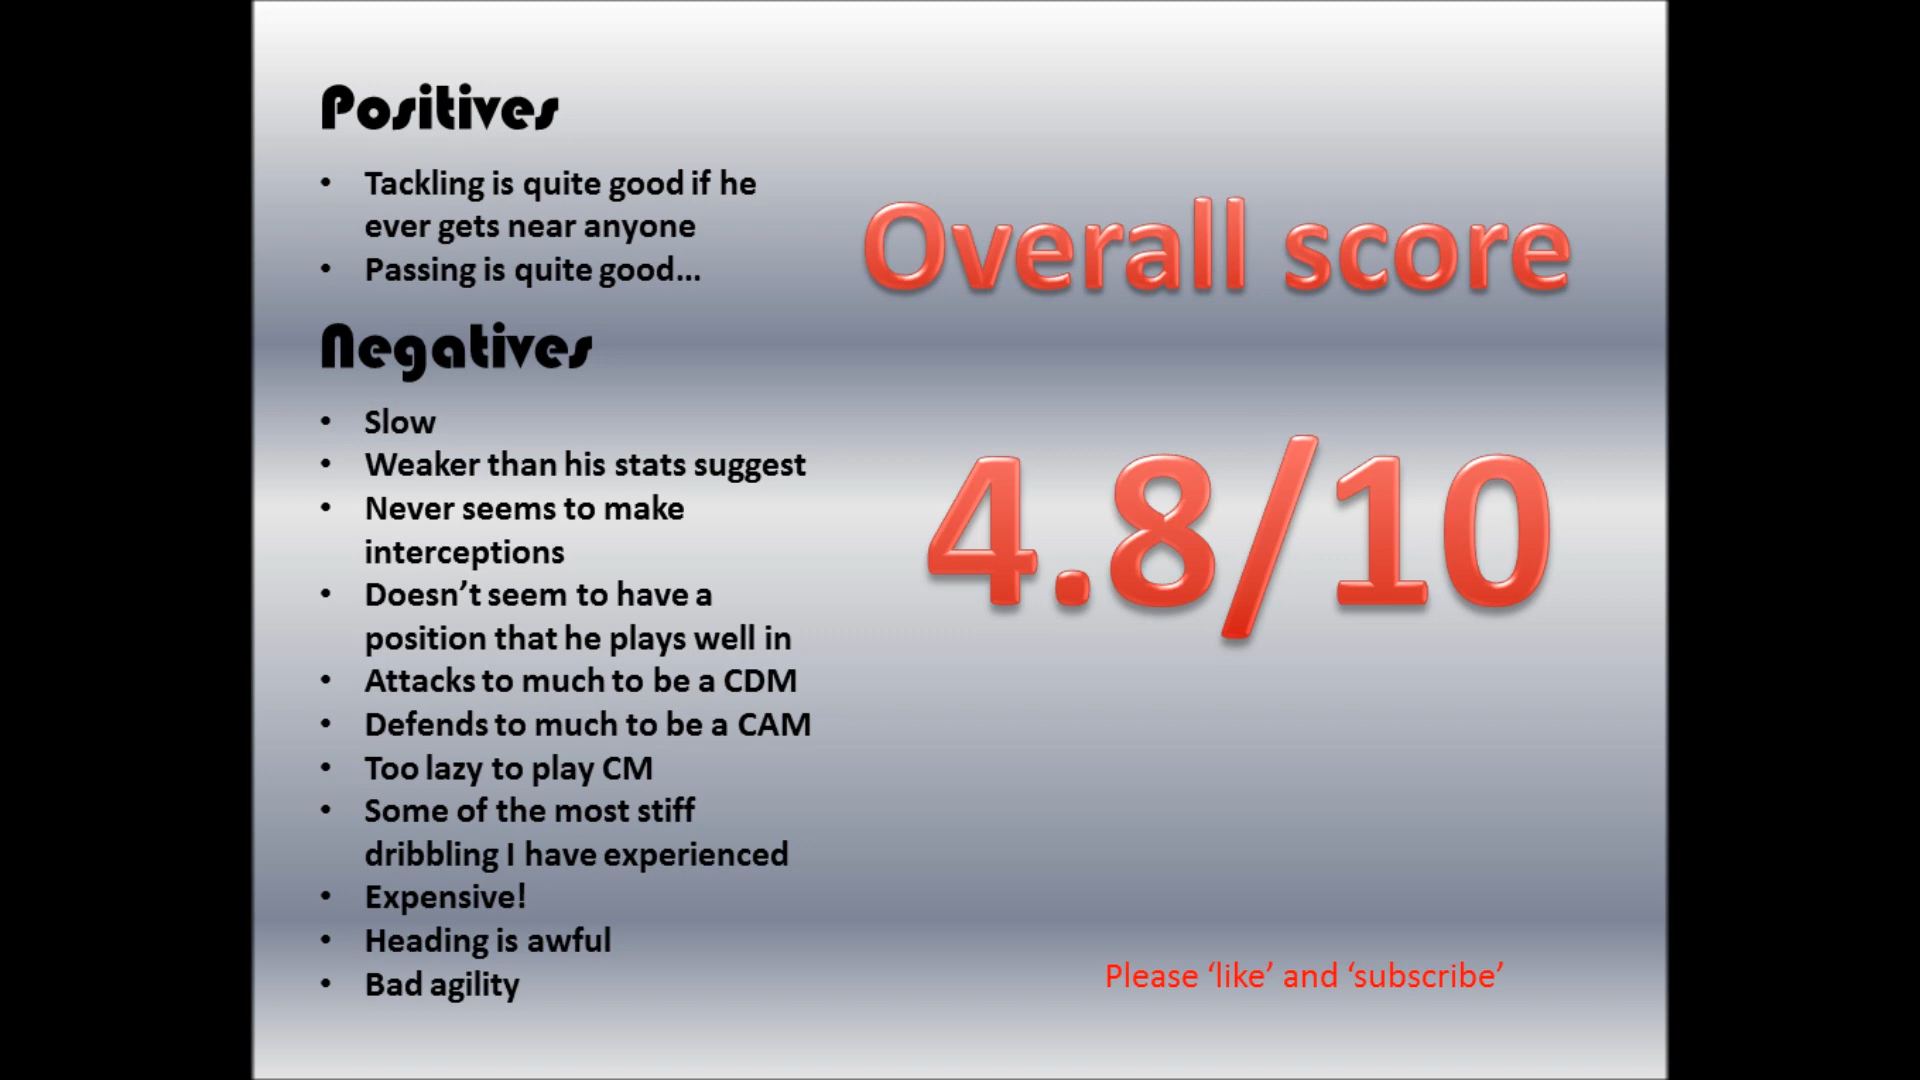 Positives
• Tackling is quite good if he
ever gets near anyone
• Passing is quite good...
Negatives
• Slow
• Weaker than his stats suggest
• Never seems to make
interceptions
• Doesn’t seem to have a
position that he plays well in
• Attacks to much to be a CDM
• Defends to much to be a CAM
• Too lazy to play CM
• Some of the most stiff
dribbling I have experienced
• Expensive!
• Heading is awful
• Bad agility
Overall score
4.8/10
Please ‘like’ and ‘subscribe’